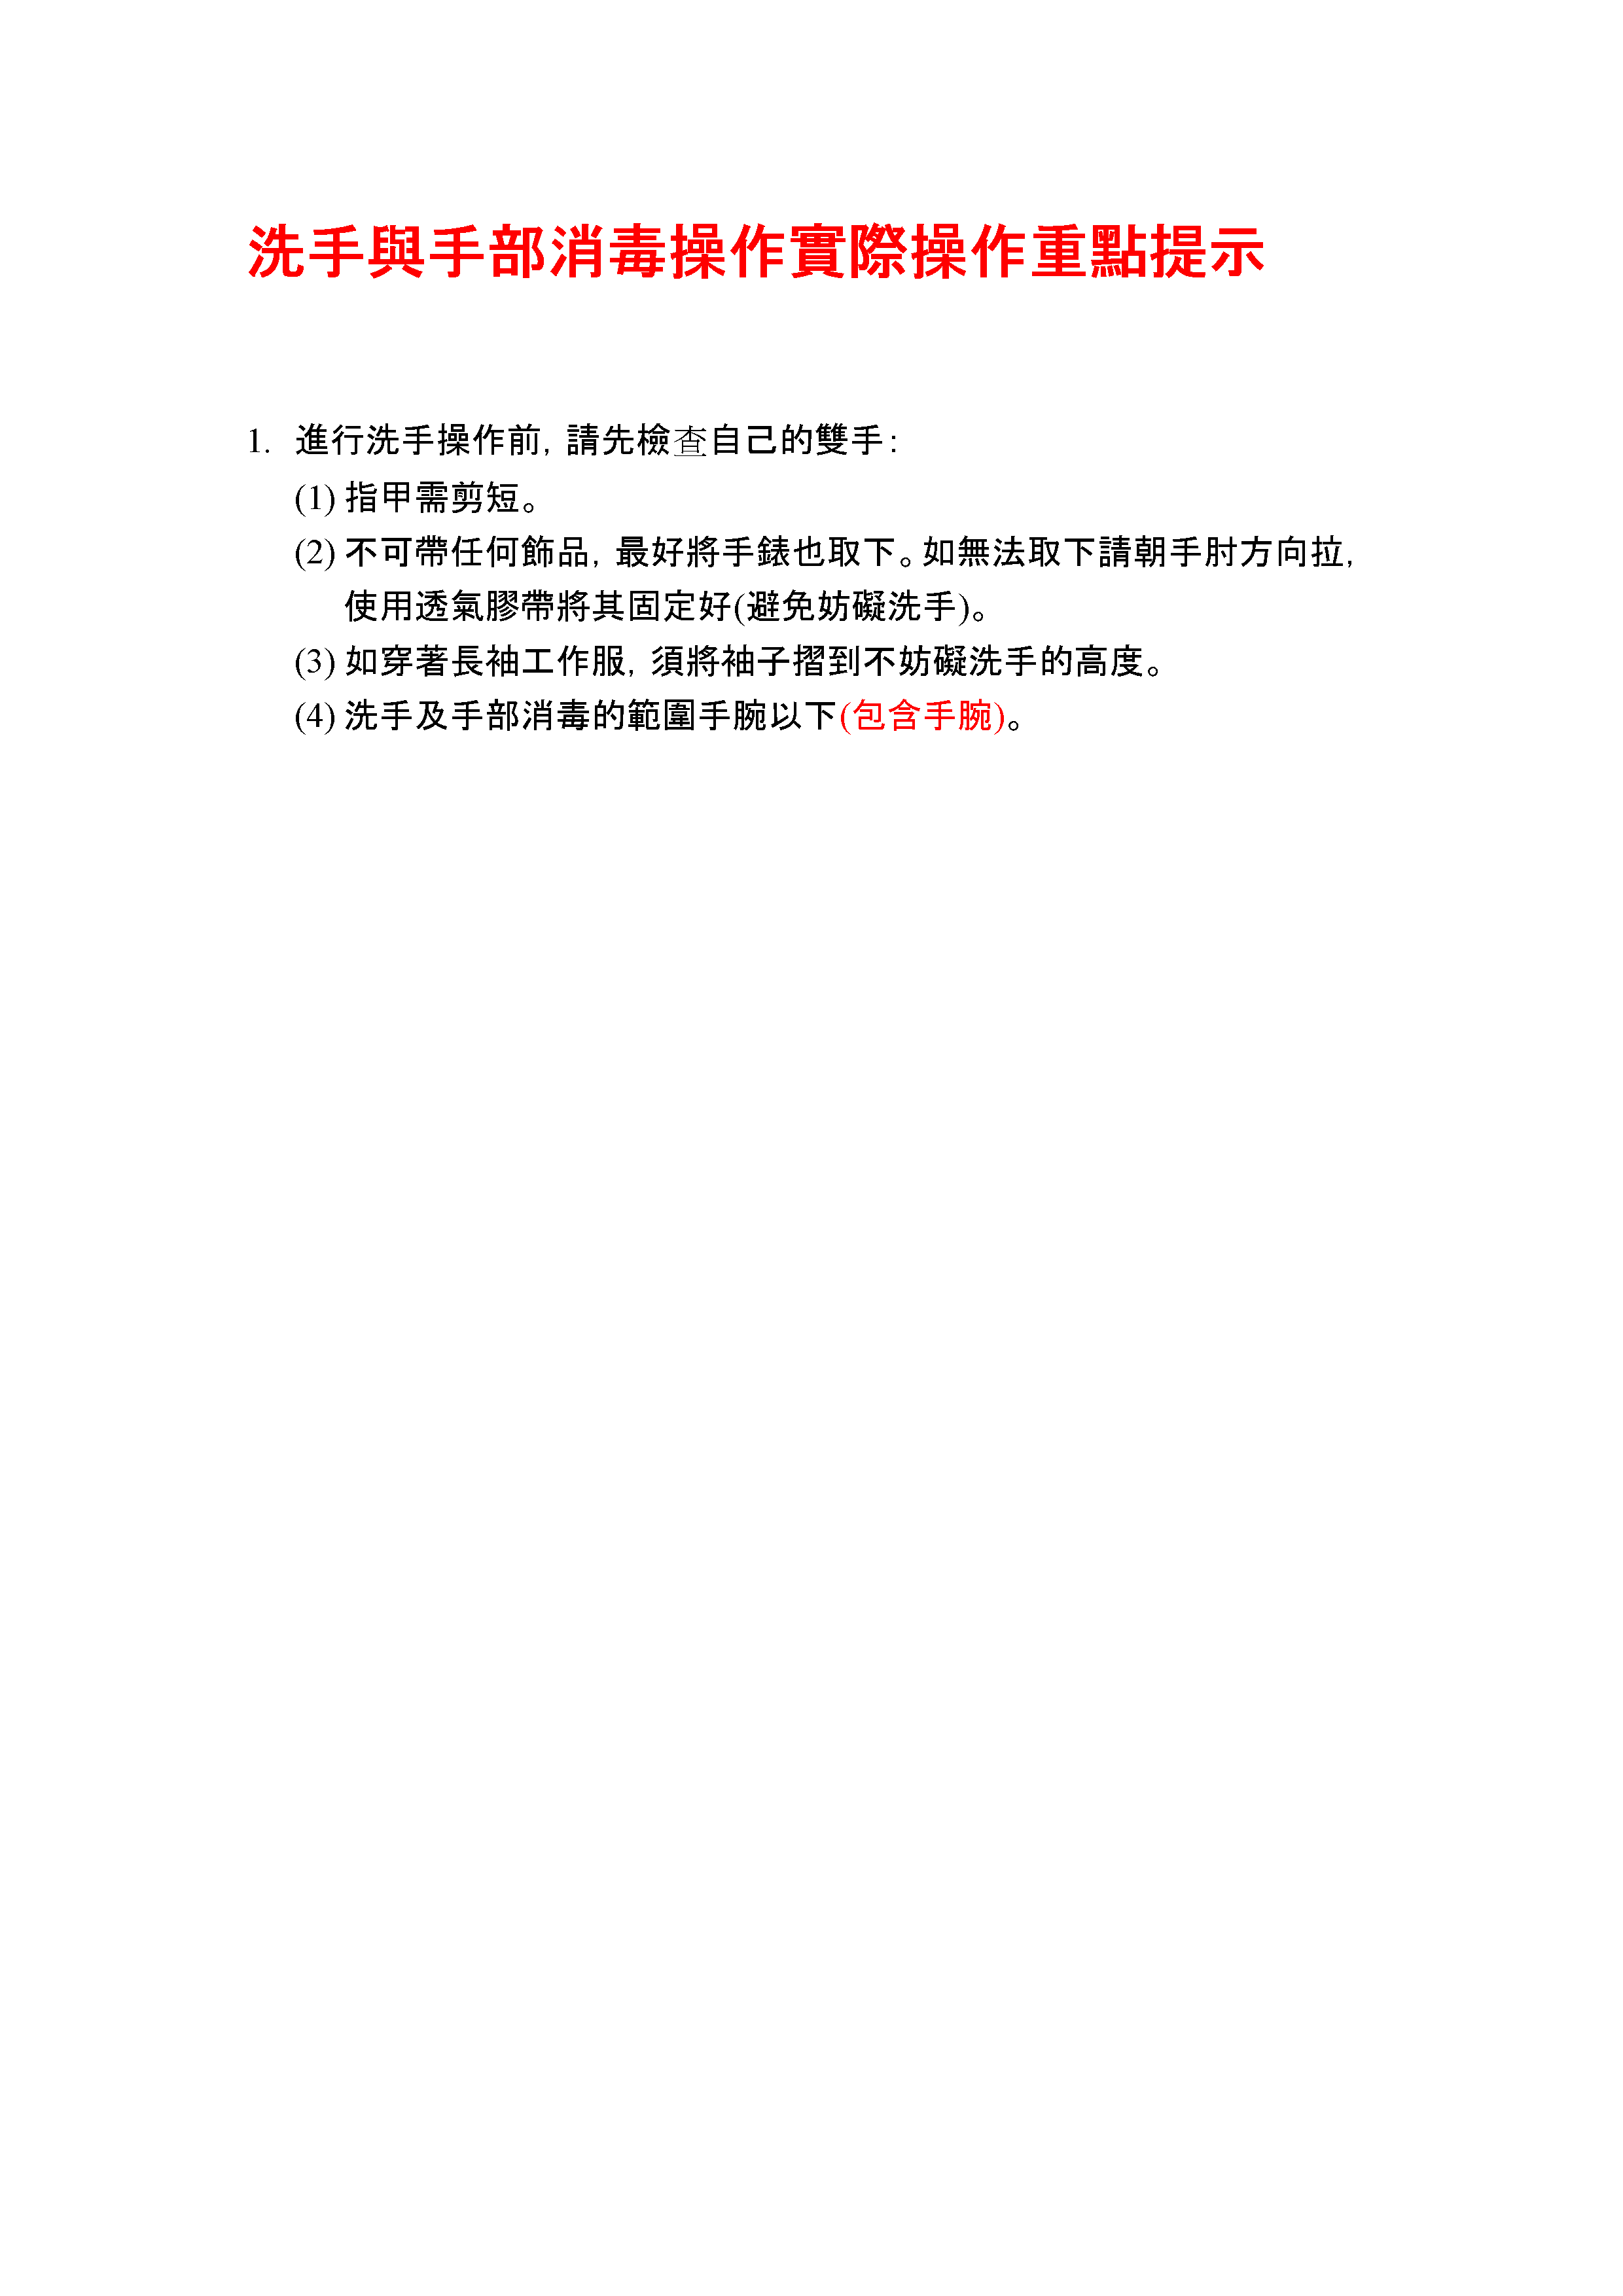 洗手與手部消毒操作實際操作重點提示
1. 進行洗手操作前，請先檢查自己的雙手：
(1) 指甲需剪短。
(2) 不可帶任何飾品，最好將手錶也取下。如無法取下請朝手肘方向拉，
使用透氣膠帶將其固定好(避免妨礙洗手)。
(3) 如穿著長袖工作服，須將袖子摺到不妨礙洗手的高度。
(4) 洗手及手部消毒的範圍手腕以下(包含手腕)。